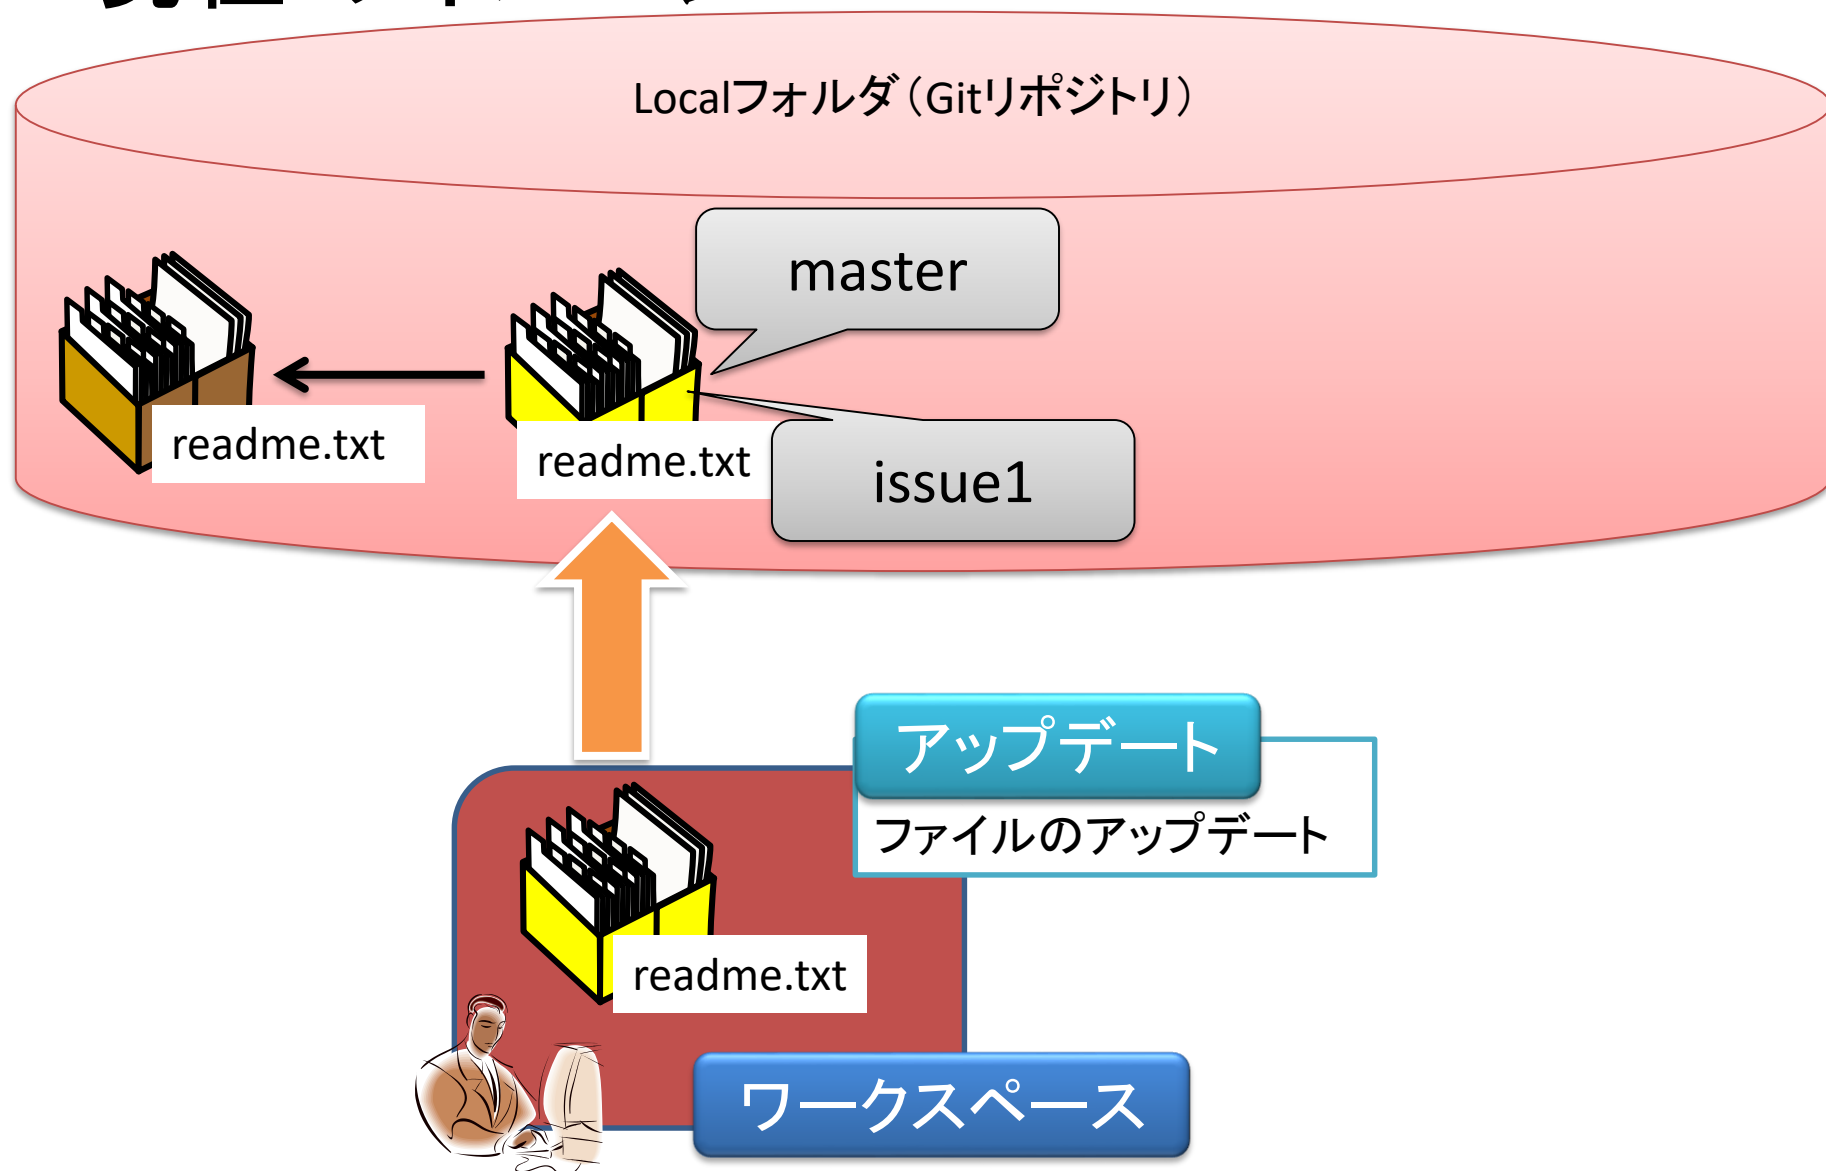 Localフォルダ（Gitリポジトリ）
master
readme.txt
readme.txt
issue1
アップデート
ファイルのアップデート
readme.txt
ワークスペース